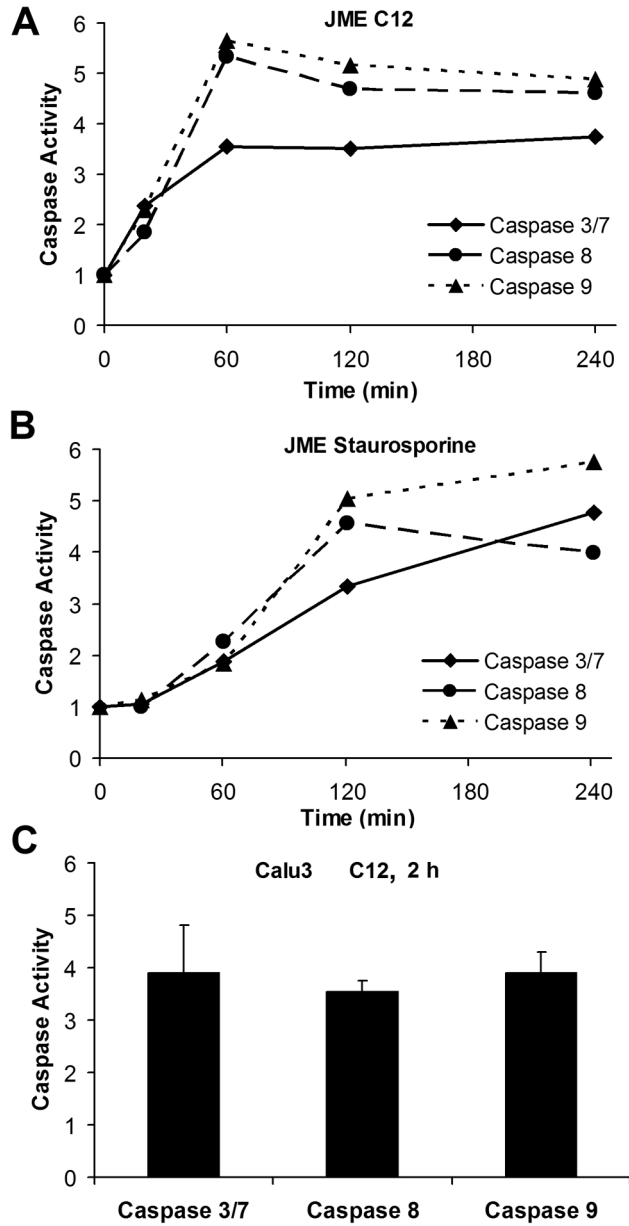 A
JME C12
6
5
4
3
2
1
0
Caspase Activity
Caspase 3/7
Caspase 8
Caspase 9
0 60 120 180 240
Time (min)
B
JME Staurosporine
6
5
4
3
2
1
0
Caspase Activity
Caspase 3/7
Caspase 8
Caspase 9
0 60 120 180 240
Time (min)
C
Calu3 C12, 2 h
6
5
4
3
2
1
0
Caspase Activity
Caspase 3/7 Caspase 8 Caspase 9